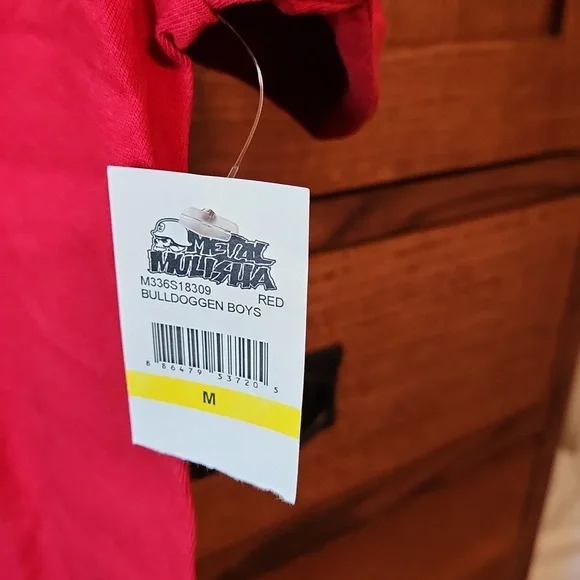 METAL
MULISHA
M336S18309 RED
BULLDOGGEN BOYS
8 86479 53720 5
M